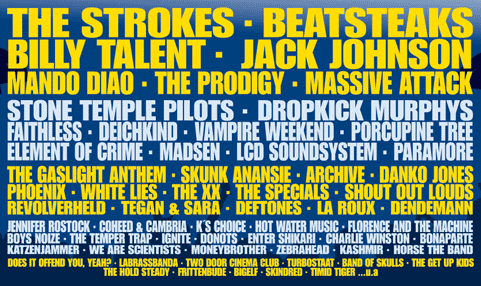 THE STROKES · BEATSTEAKS
BILLY TALENT · JACK JOHNSON
MANDO DIAO · THE PRODIGY · MASSIVE ATTACK
STONE TEMPLE PILOTS · DROPKICK MURPHYS
FAITHLESS · DEICHKIND · VAMPIRE WEEKEND · PORCUPINE TREE
ELEMENT OF CRIME · MADSEN · LCD SOUNDSYSTEM · PARAMORE
THE GASLIGHT ANTHEM · SKUNK ANANSIE · ARCHIVE · DANKO JONES
PHOENIX · WHITE LIES · THE XX · THE SPECIALS · SHOUT OUT LOUDS
REVOLVERHELD · TEGAN & SARA · DEFTONES · LA ROUX · DENDEMANN
JENNIFER ROSTOCK · COHEED & CAMBRIA · K´S CHOICE · HOT WATER MUSIC · FLORENCE AND THE MACHINE
BOYS NOIZE · THE TEMPER TRAP · IGNITE · DONOTS · ENTER SHIKARI · CHARLIE WINSTON · BONAPARTE
KATZENJAMMER · WE ARE SCIENTISTS · MONEYBROTHER · ZEBRAHEAD · KASHMIR · HORSE THE BAND
DOES IT OFFEND YOU, YEAH? · LABRASSBANDA · TWO DOOR CINEMA CLUB · TURBOSTAAT · BAND OF SKULLS · THE GET UP KIDS
THE HOLD STEADY · FRITTENBUDE · BIGELF · SKINDRED · TIMID TIGER ...u.a